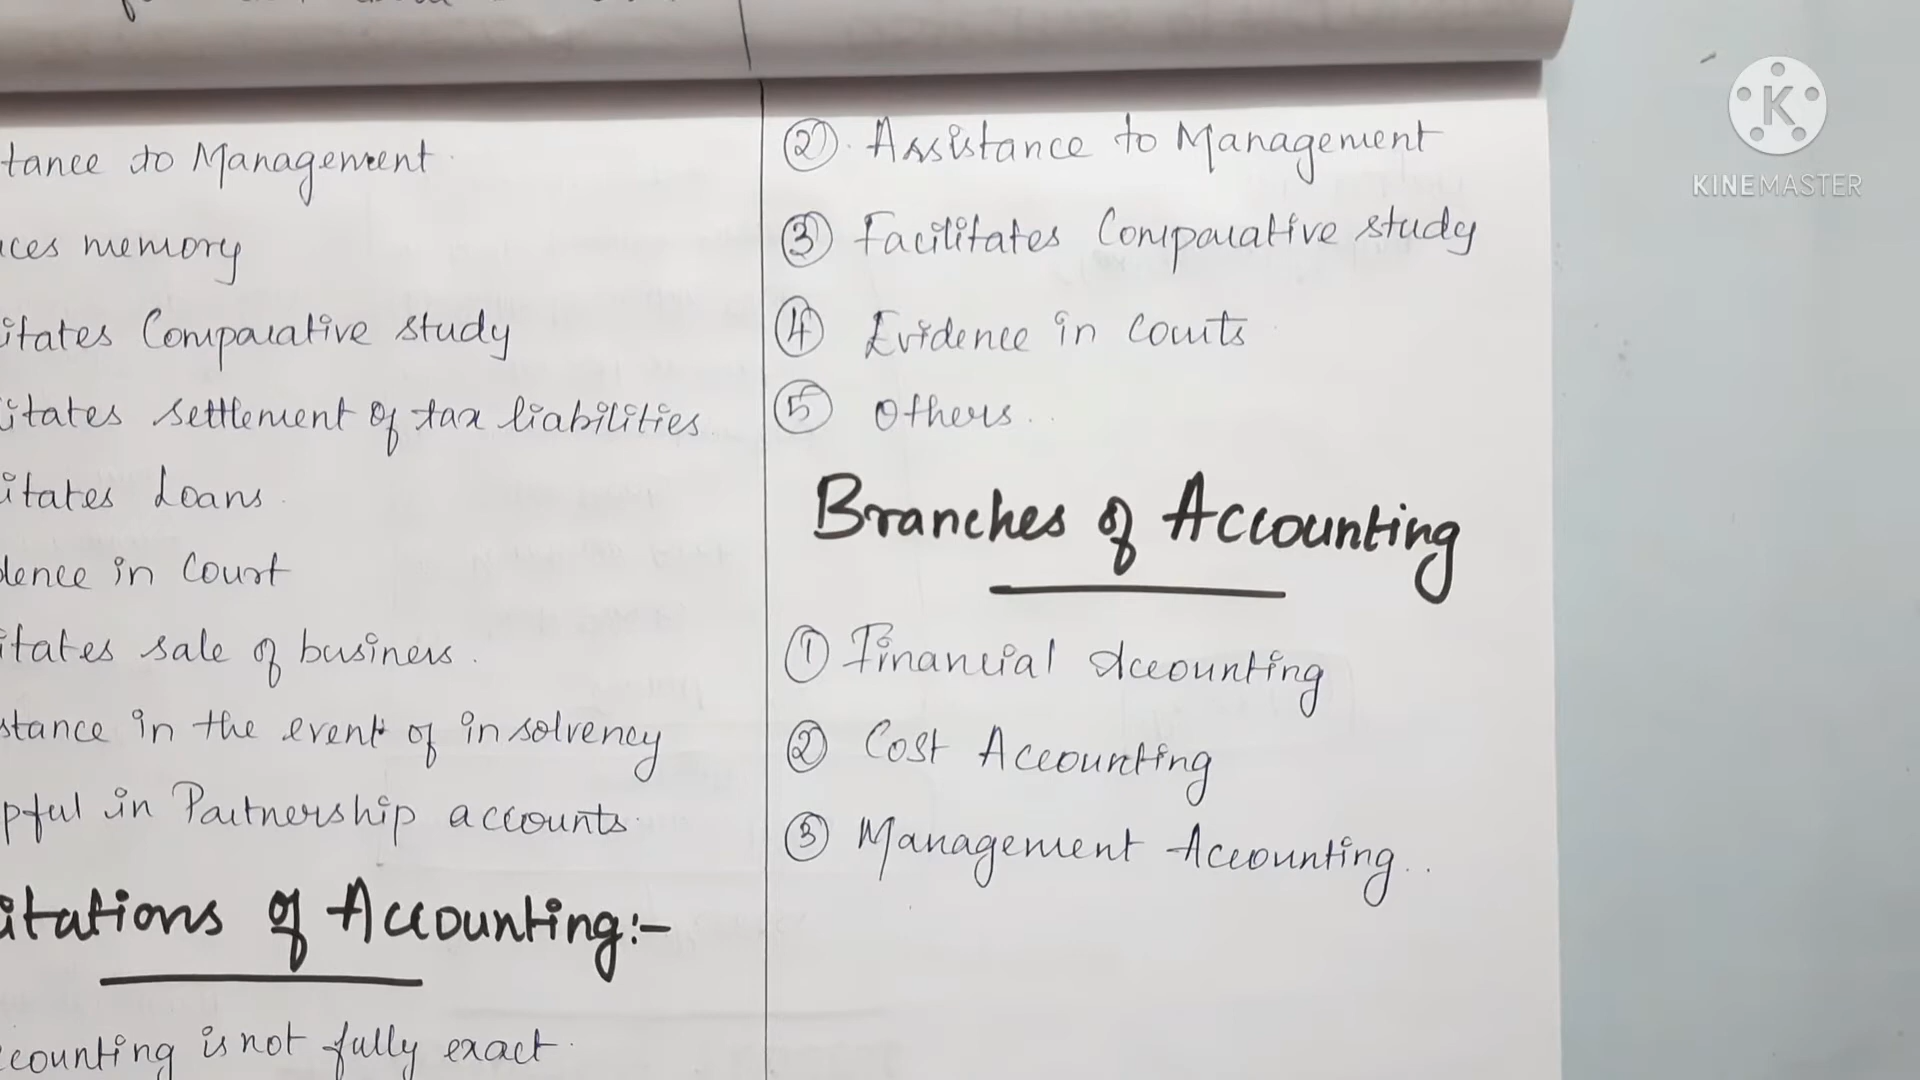 tance to Management
ces memory
itates Comparative study
itates settlement of tax liabilities.
itates Loans.
dence in Court
itates sale of business.
stance in the event of insolvency
pful in Partnership accounts.
itations of Accounting:-
counting is not fully exact.
② Assistance to Management
③ Facilitates Comparative study
④ Evidence in Courts
⑤ Others.
Branches of Accounting
① Financial Accounting
② Cost Accounting
③ Management Accounting..
K
KINEMASTER